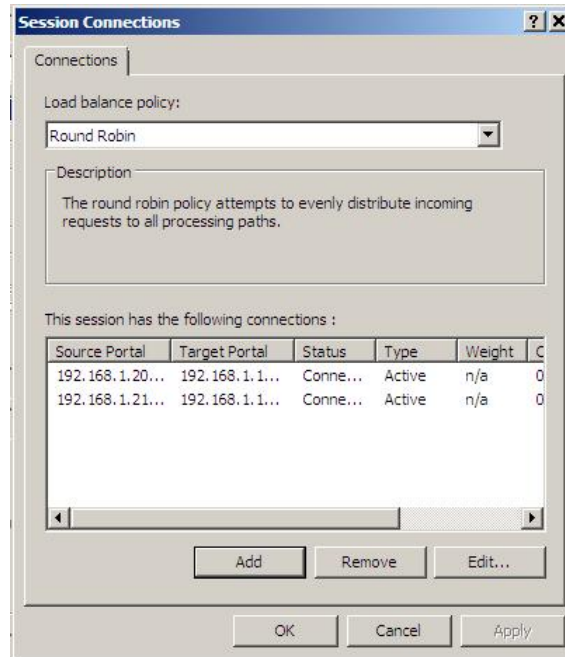 Session Connections
Connections
Load balance policy:
Round Robin
Description
The round robin policy attempts to evenly distribute incoming
requests to all processing paths.
This session has the following connections :
Source Portal Target Portal Status Type Weight C
192.168.1.20... 192.168.1.1... Conne... Active n/a 0
192.168.1.21... 192.168.1.1... Conne... Active n/a 0
Add Remove Edit...
OK Cancel Apply